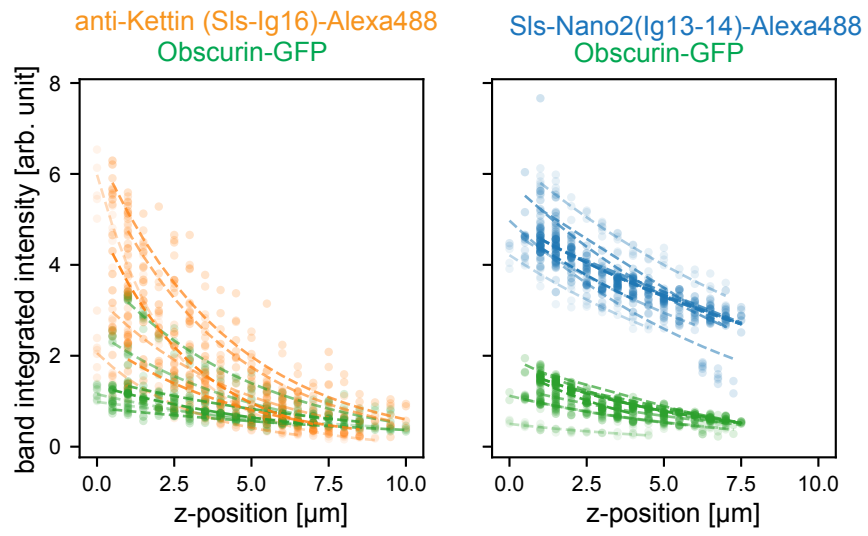 anti-Kettin (Sls-Ig16)-Alexa488
Obscurin-GFP
Sls-Nano2(Ig13-14)-Alexa488
Obscurin-GFP
band integrated intensity [arb. unit]
8
6
4
2
0
0.0 2.5 5.0 7.5 10.0
z-position [µm]
0.0 2.5 5.0 7.5 10.0
z-position [µm]